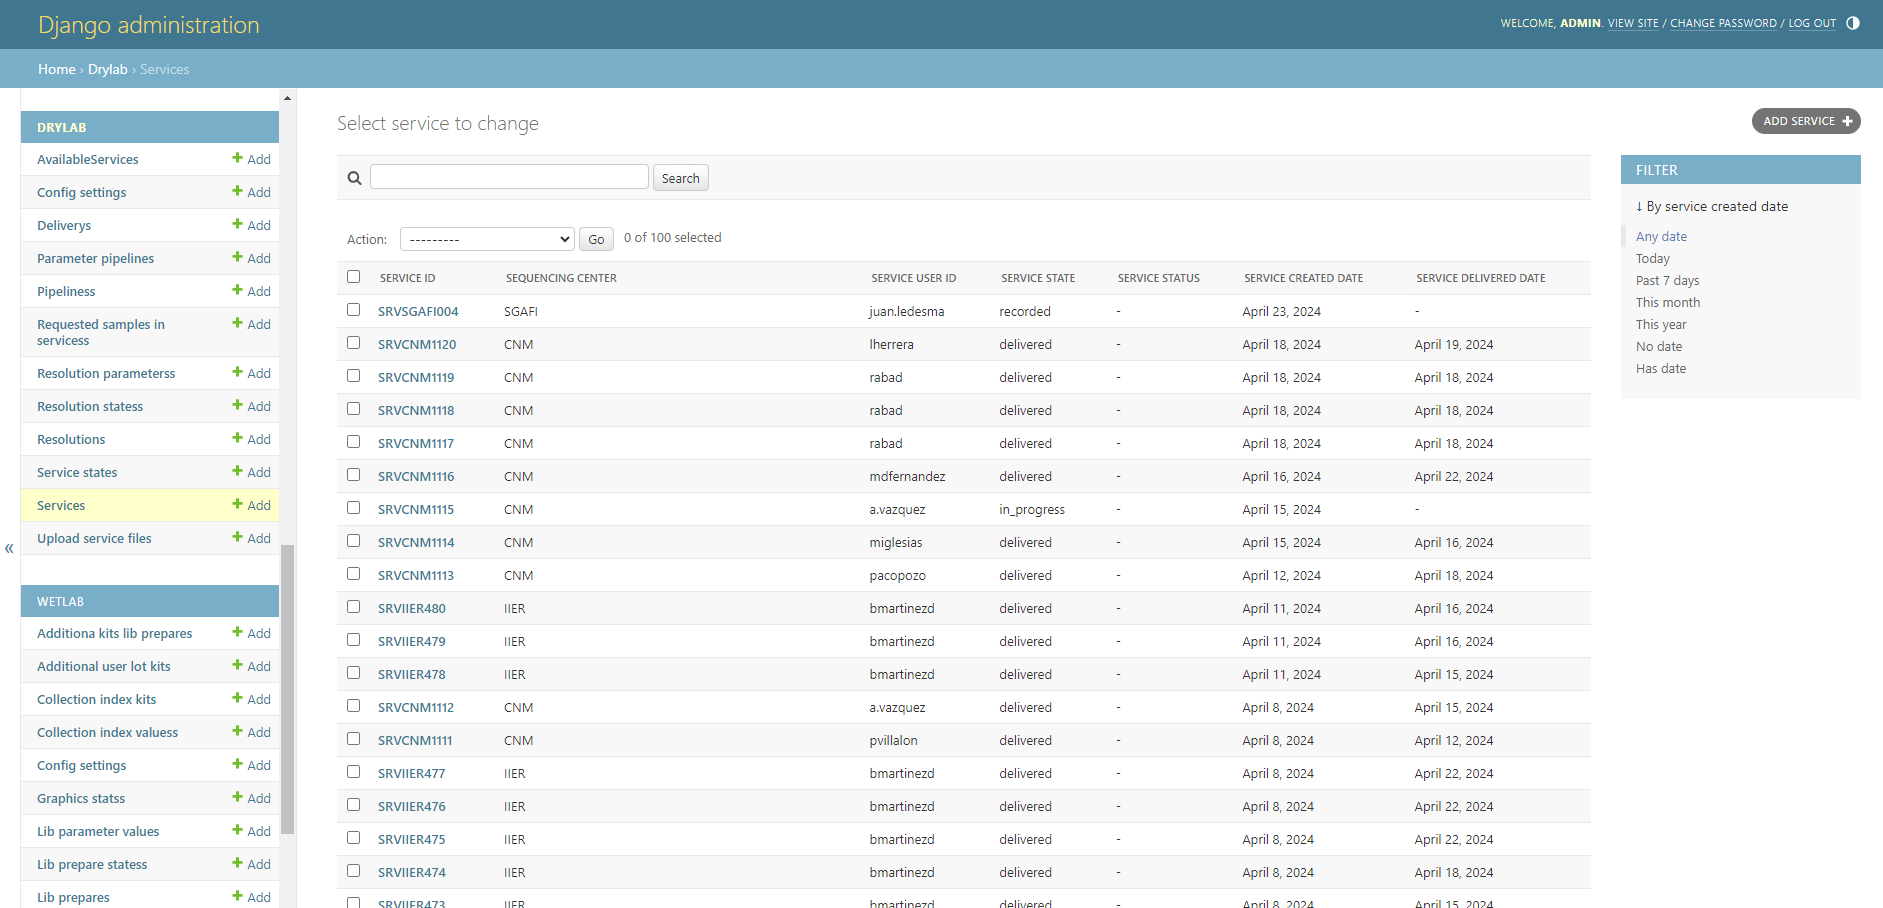 Django administration
WELCOME, ADMIN. VIEW SITE / CHANGE PASSWORD / LOG OUT
Home › Drylab › Services
DRYLAB
AvailableServices Add
Config settings Add
Deliverys Add
Parameter pipelines Add
Pipeliness Add
Requested samples in Add
servicess
Resolution parameterss Add
Resolution statess Add
Resolutions Add
Service states Add
Services Add
Upload service files Add
«
WETLAB
Additiona kits lib prepares Add
Additional user lot kits Add
Collection index kits Add
Collection index valuess Add
Config settings Add
Graphics statss Add
Lib parameter values Add
Lib prepare statess Add
Lib prepares Add
Select service to change
ADD SERVICE +
Search
Action: --------- Go 0 of 100 selected
SERVICE ID SEQUENCING CENTER SERVICE USER ID SERVICE STATE SERVICE STATUS SERVICE CREATED DATE SERVICE DELIVERED DATE
SRVSGAFI004 SGAFI juan.ledesma recorded - April 23, 2024 -
SRVCNM1120 CNM lherrera delivered - April 18, 2024 April 19, 2024
SRVCNM1119 CNM rabad delivered - April 18, 2024 April 18, 2024
SRVCNM1118 CNM rabad delivered - April 18, 2024 April 18, 2024
SRVCNM1117 CNM rabad delivered - April 18, 2024 April 18, 2024
SRVCNM1116 CNM mdfernandez delivered - April 16, 2024 April 22, 2024
SRVCNM1115 CNM a.vazquez in_progress - April 15, 2024 -
SRVCNM1114 CNM miglesias delivered - April 15, 2024 April 16, 2024
SRVCNM1113 CNM pacopozo delivered - April 12, 2024 April 18, 2024
SRVIIER480 IIER bmartinezd delivered - April 11, 2024 April 16, 2024
SRVIIER479 IIER bmartinezd delivered - April 11, 2024 April 16, 2024
SRVIIER478 IIER bmartinezd delivered - April 11, 2024 April 15, 2024
SRVCNM1112 CNM a.vazquez delivered - April 8, 2024 April 15, 2024
SRVCNM1111 CNM pvillalon delivered - April 8, 2024 April 12, 2024
SRVIIER477 IIER bmartinezd delivered - April 8, 2024 April 22, 2024
SRVIIER476 IIER bmartinezd delivered - April 8, 2024 April 22, 2024
SRVIIER475 IIER bmartinezd delivered - April 8, 2024 April 22, 2024
SRVIIER474 IIER bmartinezd delivered - April 8, 2024 April 18, 2024
SRVIIER473 IIER bmartinezd delivered - April 8, 2024 April 15, 2024
FILTER
↓ By service created date
Any date
Today
Past 7 days
This month
This year
No date
Has date